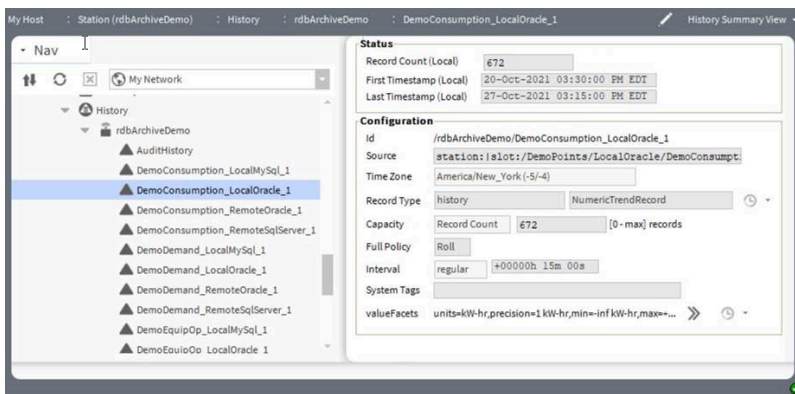 My Host : Station (rdbArchiveDemo) : History : rdbArchiveDemo : DemoConsumption_LocalOracle_1 History Summary View
Nav
My Network
History
rdbArchiveDemo
AuditHistory
DemoConsumption_LocalMySql_1
DemoConsumption_LocalOracle_1
DemoConsumption_RemoteOracle_1
DemoConsumption_RemoteSqlServer_1
DemoDemand_LocalMySql_1
DemoDemand_LocalOracle_1
DemoDemand_RemoteOracle_1
DemoDemand_RemoteSqlServer_1
DemoEquipOp_LocalMySql_1
DemoEquipOp_LocalOracle_1
Status
Record Count (Local) 672
First Timestamp (Local) 20-Oct-2021 03:30:00 PM EDT
Last Timestamp (Local) 27-Oct-2021 03:15:00 PM EDT
Configuration
Id /rdbArchiveDemo/DemoConsumption_LocalOracle_1
Source station:|slot:/DemoPoints/LocalOracle/DemoConsumpt
Time Zone America/New_York (-5/-4)
Record Type history NumericTrendRecord
Capacity Record Count 672 [0 - max] records
Full Policy Roll
Interval regular +00000h 15m 00s
System Tags
valueFacets units=kW-hr,precision=1 kW-hr,min=-inf kW-hr,max=+...